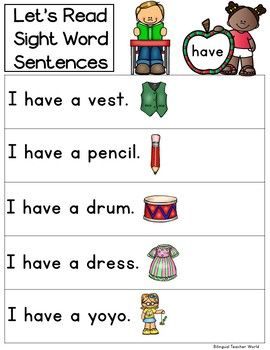 Let's Read
Sight Word
Sentences
have
I have a vest.
I have a pencil.
I have a drum.
I have a dress.
I have a yoyo.
Bilingual Teacher World